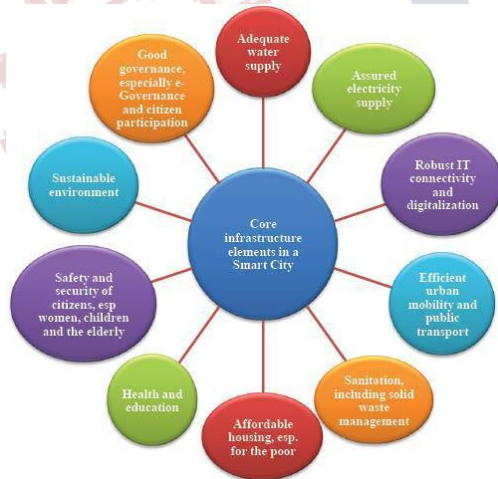 Adequate
water
supply
Assured
electricity
supply
Robust IT
connectivity
and
digitalization
Efficient
urban
mobility and
public
transport
Sanitation,
including solid
waste
management
Affordable
housing, esp.
for the poor
Health and
education
Safety and
security of
citizens, esp
women, children
and the elderly
Sustainable
environment
Good
governance,
especially e-
Governance
and citizen
participation
Core
infrastructure
elements in a
Smart City